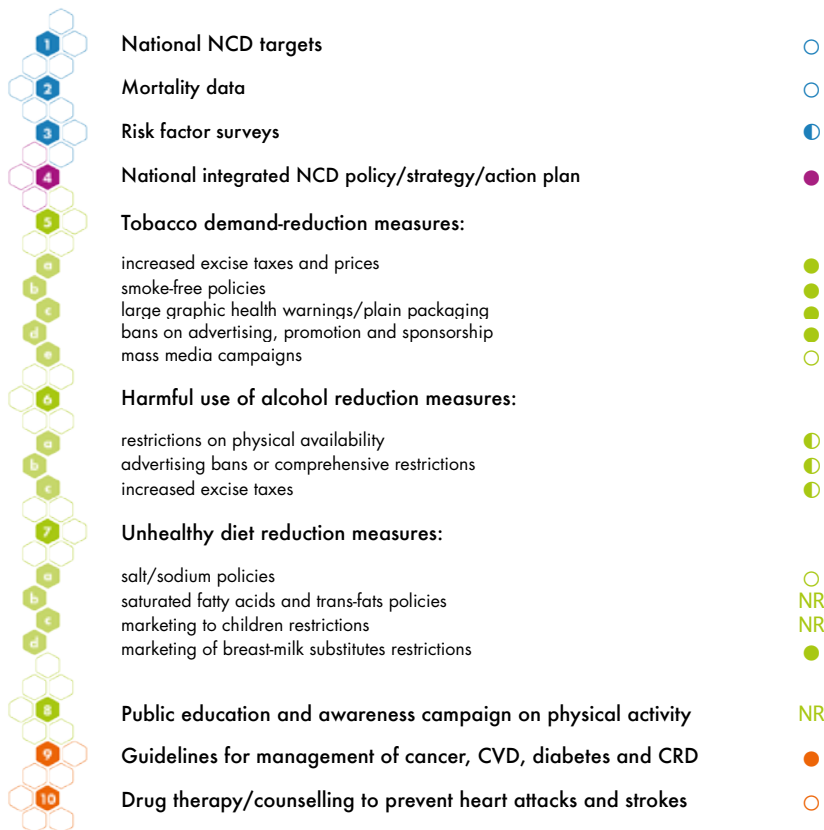 1 National NCD targets ○
2 Mortality data ○
3 Risk factor surveys ◐
4 National integrated NCD policy/strategy/action plan ●
5 Tobacco demand-reduction measures:
a increased excise taxes and prices ●
b smoke-free policies ●
c large graphic health warnings/plain packaging ●
d bans on advertising, promotion and sponsorship ●
e mass media campaigns ○
6 Harmful use of alcohol reduction measures:
a restrictions on physical availability ◐
b advertising bans or comprehensive restrictions ◐
c increased excise taxes ◐
7 Unhealthy diet reduction measures:
a salt/sodium policies ○
b saturated fatty acids and trans-fats policies NR
c marketing to children restrictions NR
d marketing of breast-milk substitutes restrictions ●
8 Public education and awareness campaign on physical activity NR
9 Guidelines for management of cancer, CVD, diabetes and CRD ●
10 Drug therapy/counselling to prevent heart attacks and strokes ○